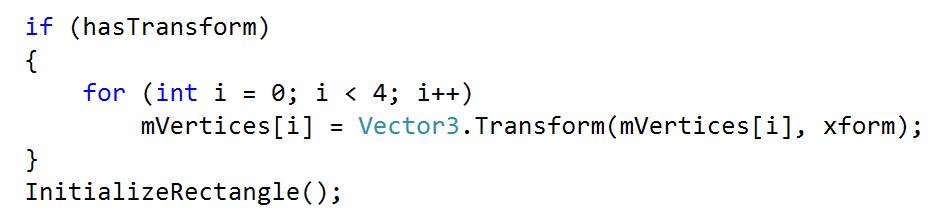 if (hasTransform)
{
    for (int i = 0; i < 4; i++)
        mVertices[i] = Vector3.Transform(mVertices[i], xform);
}
InitializeRectangle();